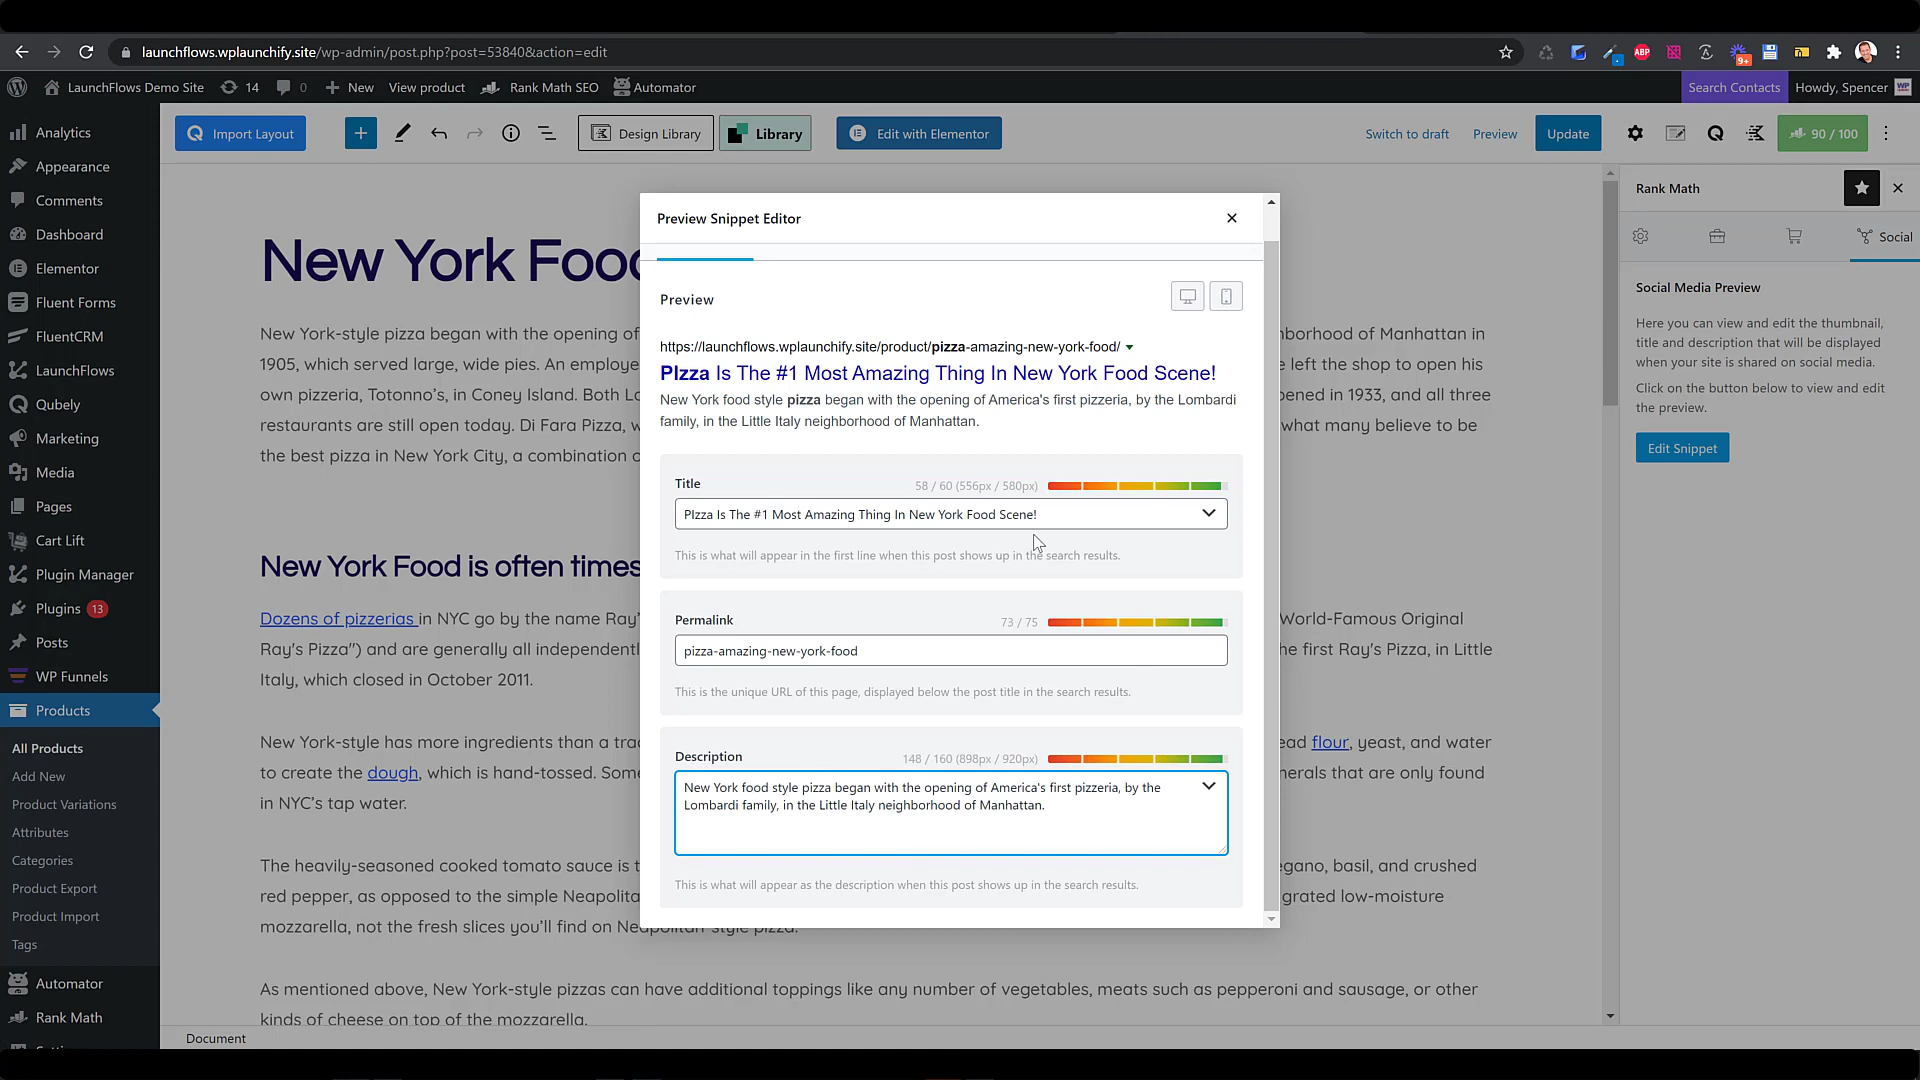 launchflows.wplaunchify.site/wp-admin/post.php?post=53840&action=edit
ABP
9+
LaunchFlows Demo Site
14
0
New
View product
Rank Math SEO
Automator
Search Contacts
Howdy, Spencer
WP
Analytics
Appearance
Comments
Dashboard
Elementor
Fluent Forms
FluentCRM
LaunchFlows
Qubely
Marketing
Media
Pages
Cart Lift
Plugin Manager
Plugins 13
Posts
WP Funnels
Products
All Products
Add New
Product Variations
Attributes
Categories
Product Export
Product Import
Tags
Automator
Rank Math
Import Layout
Design Library
Library
Edit with Elementor
Switch to draft
Preview
Update
90 / 100
New York Foo
New York-style pizza began with the opening of
borhood of Manhattan in
1905, which served large, wide pies. An employe
left the shop to open his
own pizzeria, Totonno's, in Coney Island. Both Lo
pened in 1933, and all three
restaurants are still open today. Di Fara Pizza, w
what many believe to be
the best pizza in New York City, a combination o
New York Food is often times
Dozens of pizzerias in NYC go by the name Ray'
World-Famous Original
Ray's Pizza") and are generally all independentl
he first Ray's Pizza, in Little
Italy, which closed in October 2011.
New York-style has more ingredients than a tra
ead flour, yeast, and water
to create the dough, which is hand-tossed. Som
nerals that are only found
in NYC's tap water.
The heavily-seasoned cooked tomato sauce is t
egano, basil, and crushed
red pepper, as opposed to the simple Neapolita
grated low-moisture
mozzarella, not the fresh slices you'll find on Neapolitan-style pizza.
As mentioned above, New York-style pizzas can have additional toppings like any number of vegetables, meats such as pepperoni and sausage, or other
kinds of cheese on top of the mozzarella.
Document
Preview Snippet Editor
Preview
https://launchflows.wplaunchify.site/product/pizza-amazing-new-york-food/
PIzza Is The #1 Most Amazing Thing In New York Food Scene!
New York food style pizza began with the opening of America's first pizzeria, by the Lombardi
family, in the Little Italy neighborhood of Manhattan.
Title
58 / 60 (556px / 580px)
PIzza Is The #1 Most Amazing Thing In New York Food Scene!
This is what will appear in the first line when this post shows up in the search results.
Permalink
73 / 75
pizza-amazing-new-york-food
This is the unique URL of this page, displayed below the post title in the search results.
Description
148 / 160 (898px / 920px)
New York food style pizza began with the opening of America's first pizzeria, by the
Lombardi family, in the Little Italy neighborhood of Manhattan.
This is what will appear as the description when this post shows up in the search results.
Rank Math
Social
Social Media Preview
Here you can view and edit the thumbnail,
title and description that will be displayed
when your site is shared on social media.
Click on the button below to view and edit
the preview.
Edit Snippet